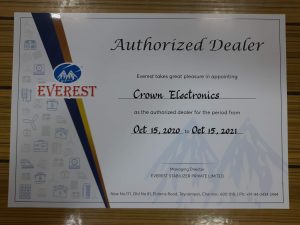 Authorized Dealer
EVEREST
Everest takes great pleasure in appointing
Crown Electronics
as the authorized dealer for the period from
Oct 15, 2020 to Oct 15, 2021
Managing Director
EVEREST STABILIZER PRIVATE LIMITED